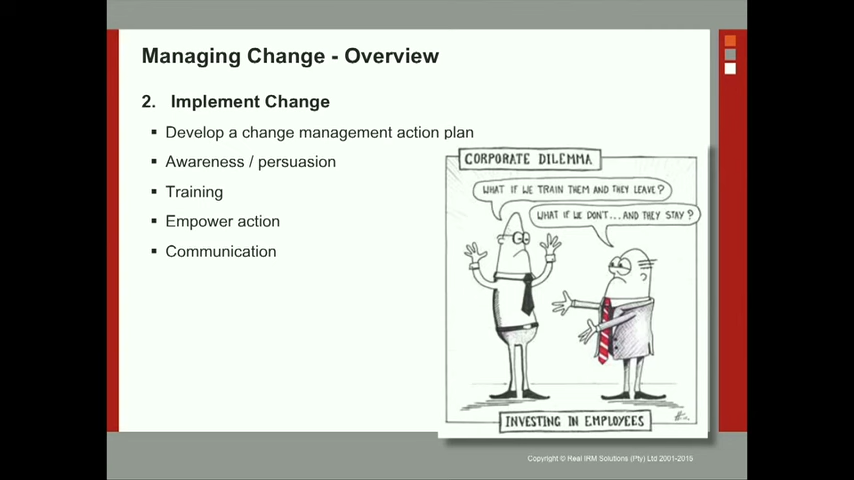 Managing Change - Overview
2. Implement Change
▪ Develop a change management action plan
▪ Awareness / persuasion
▪ Training
▪ Empower action
▪ Communication
CORPORATE DILEMMA
WHAT IF WE TRAIN THEM AND THEY LEAVE?
WHAT IF WE DON'T...AND THEY STAY?
INVESTING IN EMPLOYEES
Copyright © Real IRM Solutions (Pty) Ltd 2001-2015